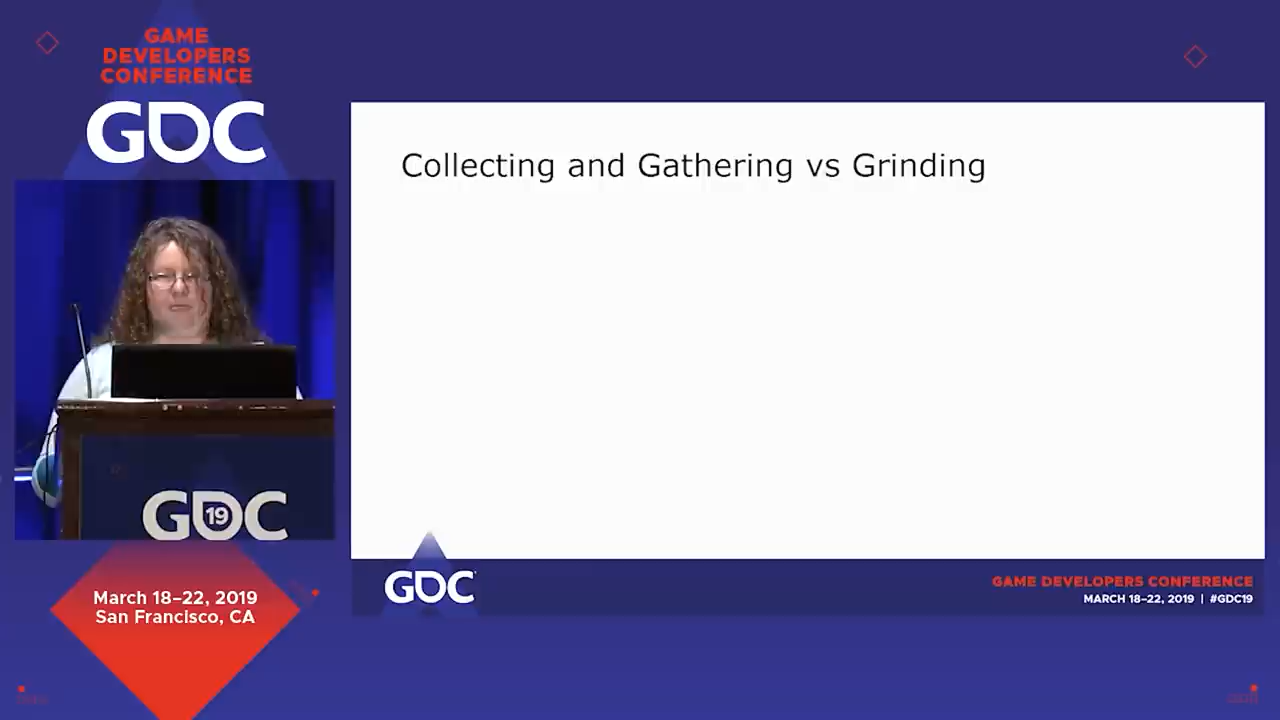 GAME
DEVELOPERS
CONFERENCE
GDC
Collecting and Gathering vs Grinding
GDC
19
March 18–22, 2019
San Francisco, CA
GDC
GAME DEVELOPERS CONFERENCE
MARCH 18–22, 2019 | #GDC19